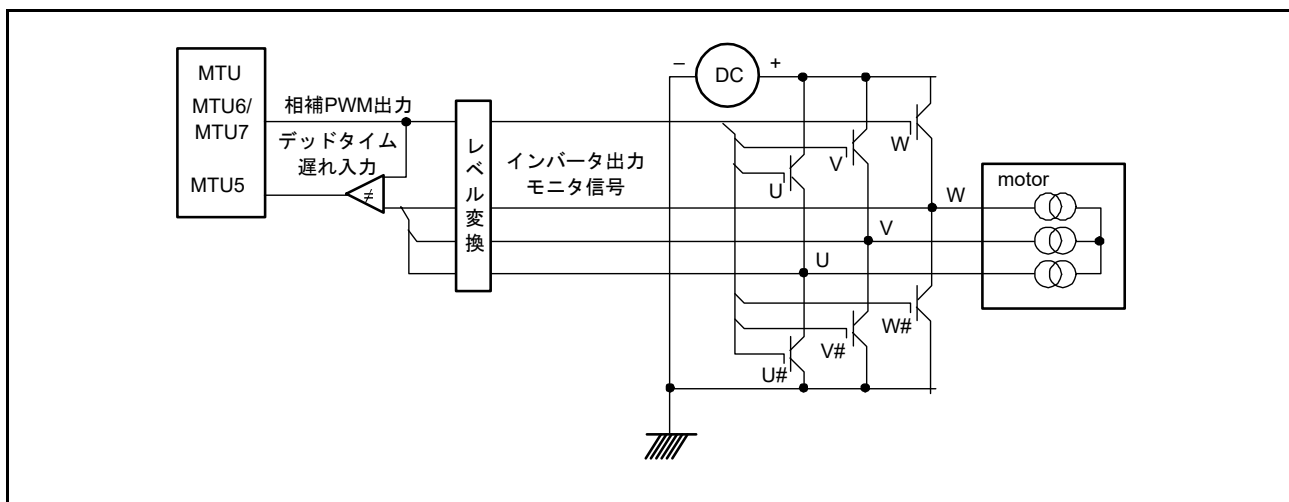 MTU
MTU6/
MTU7
MTU5
相補PWM出力
デッドタイム
遅れ入力
≠
レベル変換
インバータ出力
モニタ信号
− DC +
U
V
W
W
V
U
U#
V#
W#
motor